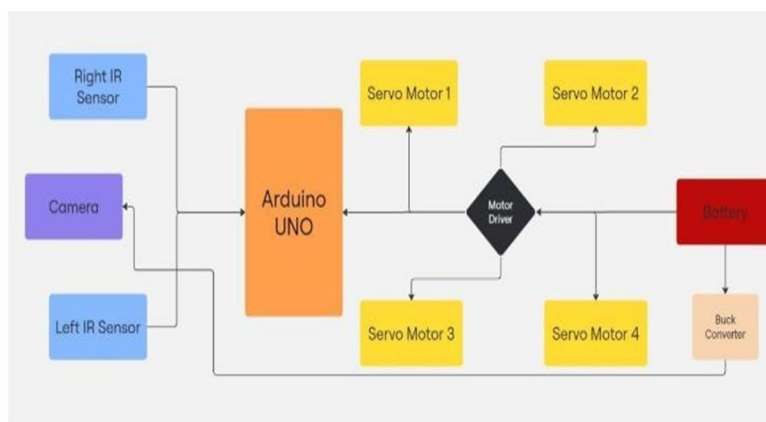 Right IR
Sensor
Servo Motor 1
Servo Motor 2
Camera
Arduino
UNO
Motor
Driver
Battery
Left IR Sensor
Servo Motor 3
Servo Motor 4
Buck
Converter